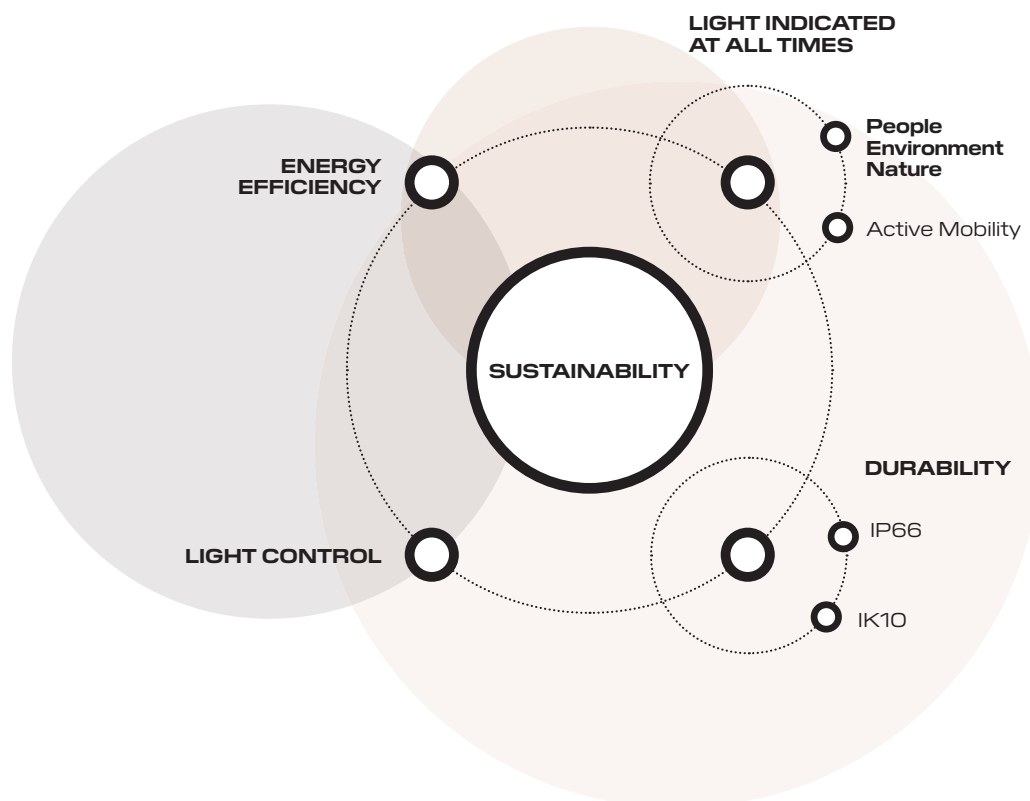 LIGHT INDICATED
AT ALL TIMES
People
Environment
Nature
Active Mobility
ENERGY
EFFICIENCY
SUSTAINABILITY
DURABILITY
IP66
IK10
LIGHT CONTROL